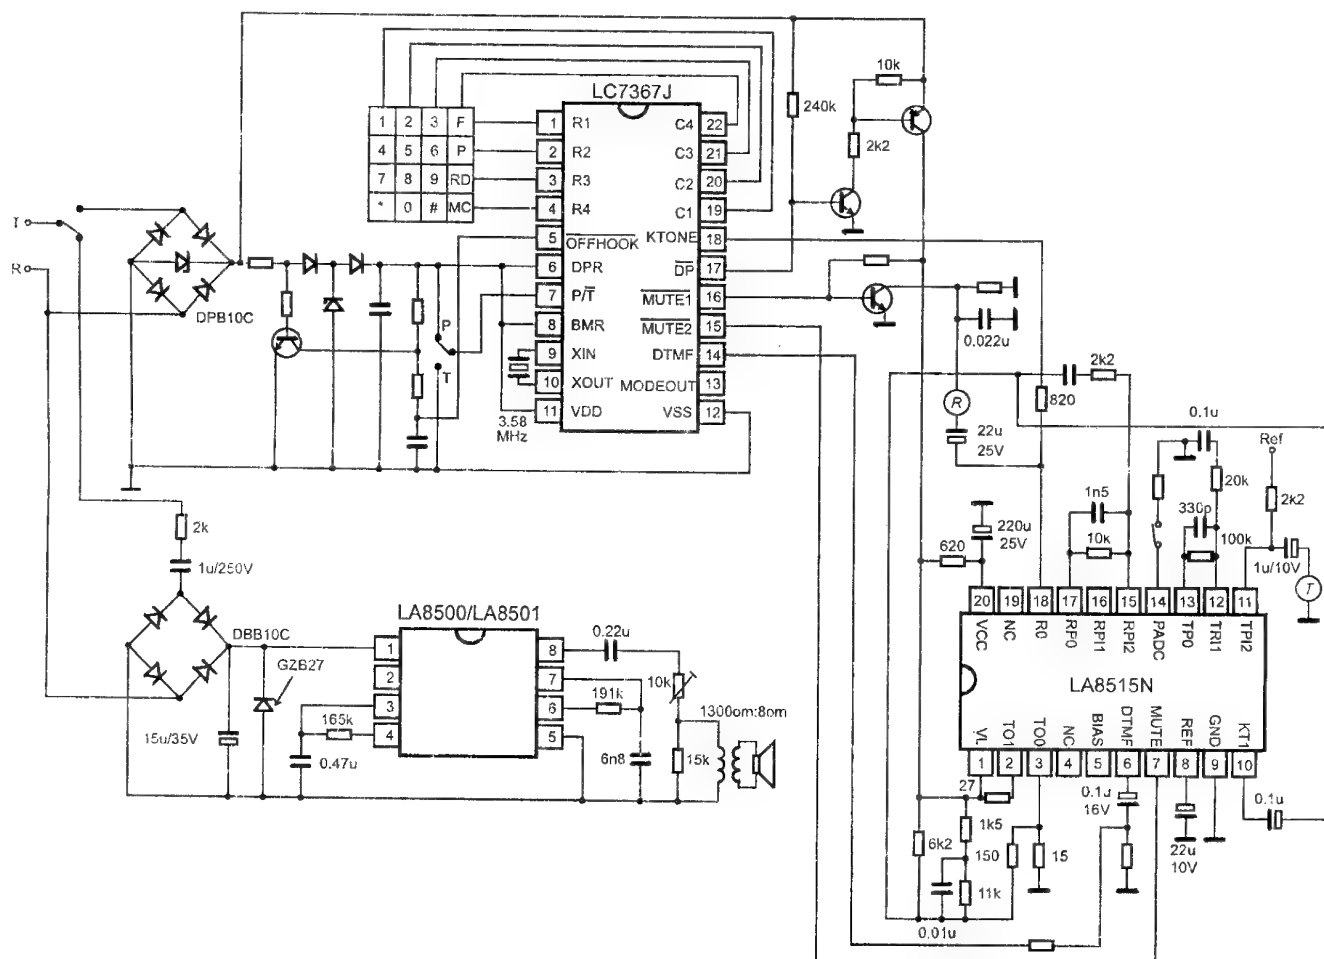 LC7367J
1 2 3 F
4 5 6 P
7 8 9 RD
* 0 # MC
1 R1
2 R2
3 R3
4 R4
5 OFFHOOK
6 DPR
7 P/T
8 BMR
9 XIN
10 XOUT
11 VDD
C4 22
C3 21
C2 20
C1 19
KTONE 18
DP 17
MUTE1 16
MUTE2 15
DTMF 14
MODEOUT 13
VSS 12
10k
240k
2k2
T
R
DPB10C
P
T
3.58
MHz
0.022u
R
22u
25V
820
2k2
0.1u
Ref
20k
2k2
1n5
330p
10k
100k
1u/10V
T
220u
25V
620
2k
1u/250V
DBB10C
GZB27
15u/35V
LA8500/LA8501
1
2
3
4
8
7
6
5
165k
0.47u
0.22u
191k
6n8
10k
1300om:8om
15k
20 19 18 17 16 15 14 13 12 11
VCC NC R0 RP0 RPI1 RPI2 PADC TP0 TRI1 TPI2
LA8515N
VL TO1 TO0 NC BIAS DTMF MUTE REF GND KT1
1 2 3 4 5 6 7 8 9 10
27
0.1u
16V
0.1u
1k5
6k2
150
15
22u
10V
11k
0.01u